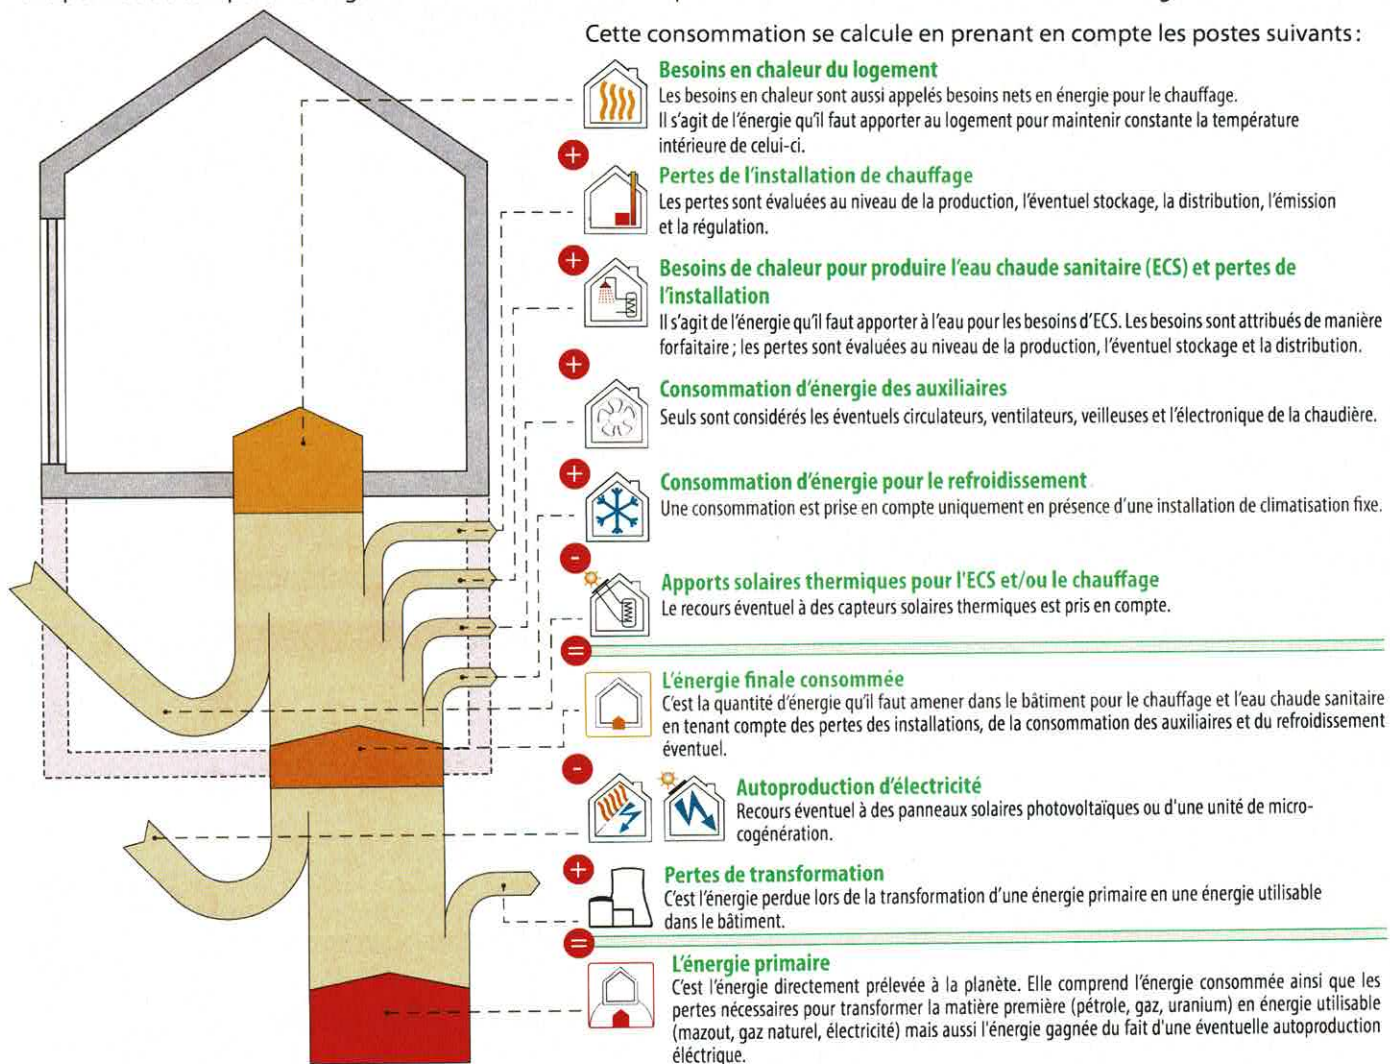 Cette consommation se calcule en prenant en compte les postes suivants :
Besoins en chaleur du logement
Les besoins en chaleur sont aussi appelés besoins nets en énergie pour le chauffage.
Il s'agit de l'énergie qu'il faut apporter au logement pour maintenir constante la température
intérieure de celui-ci.
+
Pertes de l'installation de chauffage
Les pertes sont évaluées au niveau de la production, l'éventuel stockage, la distribution, l'émission
et la régulation.
+
Besoins de chaleur pour produire l'eau chaude sanitaire (ECS) et pertes de
l'installation
Il s'agit de l'énergie qu'il faut apporter à l'eau pour les besoins d'ECS. Les besoins sont attribués de manière
forfaitaire ; les pertes sont évaluées au niveau de la production, l'éventuel stockage et la distribution.
+
Consommation d'énergie des auxiliaires
Seuls sont considérés les éventuels circulateurs, ventilateurs, veilleuses et l'électronique de la chaudière.
+
Consommation d'énergie pour le refroidissement
Une consommation est prise en compte uniquement en présence d'une installation de climatisation fixe.
-
Apports solaires thermiques pour l'ECS et/ou le chauffage
Le recours éventuel à des capteurs solaires thermiques est pris en compte.
=
L'énergie finale consommée
C'est la quantité d'énergie qu'il faut amener dans le bâtiment pour le chauffage et l'eau chaude sanitaire
en tenant compte des pertes des installations, de la consommation des auxiliaires et du refroidissement
éventuel.
-
Autoproduction d'électricité
Recours éventuel à des panneaux solaires photovoltaïques ou d'une unité de micro-
cogénération.
+
Pertes de transformation
C'est l'énergie perdue lors de la transformation d'une énergie primaire en une énergie utilisable
dans le bâtiment.
=
L'énergie primaire
C'est l'énergie directement prélevée à la planète. Elle comprend l'énergie consommée ainsi que les
pertes nécessaires pour transformer la matière première (pétrole, gaz, uranium) en énergie utilisable
(mazout, gaz naturel, électricité) mais aussi l'énergie gagnée du fait d'une éventuelle autoproduction
éléctrique.